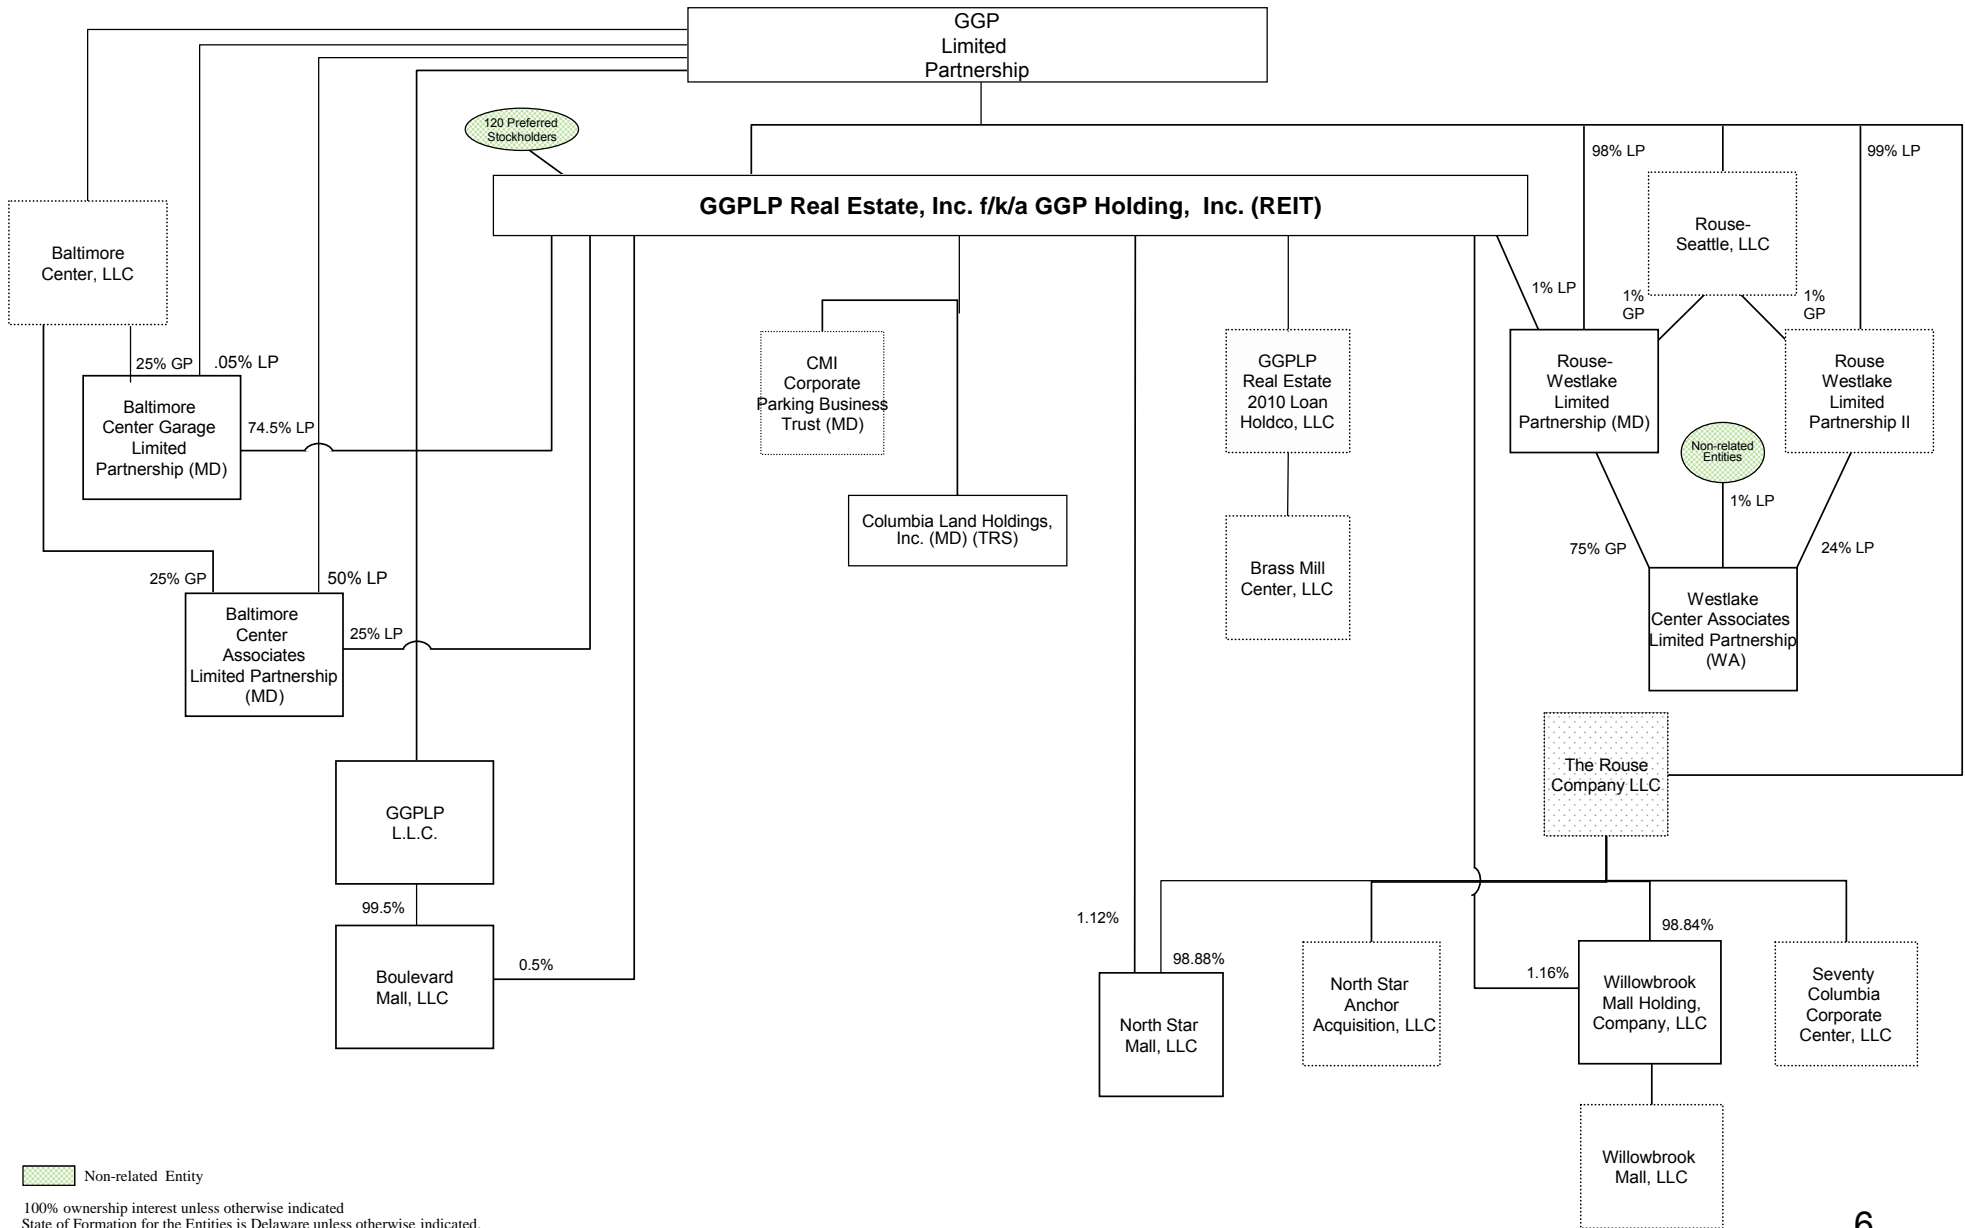 GGP
Limited
Partnership
120 Preferred
Stockholders
98% LP
99% LP
GGPLP Real Estate, Inc. f/k/a GGP Holding, Inc. (REIT)
Rouse-
Seattle, LLC
Baltimore
Center, LLC
1% LP
1%
GP
1%
GP
25% GP
.05% LP
CMI
Corporate
Parking Business
Trust (MD)
GGPLP
Real Estate
2010 Loan
Holdco, LLC
Rouse-
Westlake
Limited
Partnership (MD)
Rouse
Westlake
Limited
Partnership II
Baltimore
Center Garage
Limited
Partnership (MD)
74.5% LP
Non-related
Entities
1% LP
Columbia Land Holdings,
Inc. (MD) (TRS)
75% GP
24% LP
Brass Mill
Center, LLC
25% GP
50% LP
Baltimore
Center
Associates
Limited Partnership
(MD)
25% LP
Westlake
Center Associates
Limited Partnership
(WA)
The Rouse
Company LLC
GGPLP
L.L.C.
99.5%
Boulevard
Mall, LLC
0.5%
1.12%
98.88%
98.84%
1.16%
North Star
Mall, LLC
North Star
Anchor
Acquisition, LLC
Willowbrook
Mall Holding,
Company, LLC
Seventy
Columbia
Corporate
Center, LLC
Willowbrook
Mall, LLC
Non-related Entity
100% ownership interest unless otherwise indicated
State of Formation for the Entities is Delaware unless otherwise indicated.
6